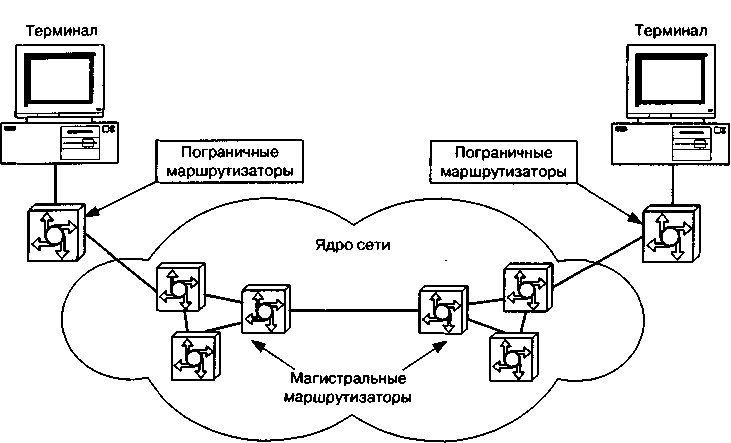 Терминал
Терминал
Пограничные
маршрутизаторы
Пограничные
маршрутизаторы
Ядро сети
Магистральные
маршрутизаторы